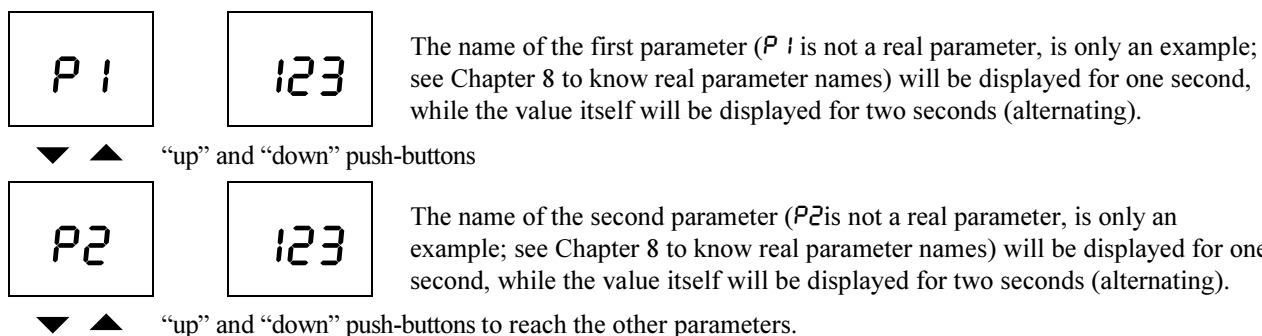 P1 123 The name of the first parameter (P1 is not a real parameter, is only an example;
see Chapter 8 to know real parameter names) will be displayed for one second,
while the value itself will be displayed for two seconds (alternating).
▼ ▲ “up” and “down” push-buttons
P2 123 The name of the second parameter (P2is not a real parameter, is only an
example; see Chapter 8 to know real parameter names) will be displayed for one
second, while the value itself will be displayed for two seconds (alternating).
▼ ▲ “up” and “down” push-buttons to reach the other parameters.